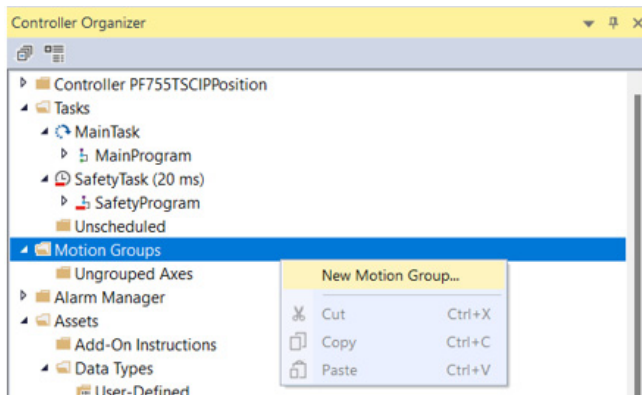 Controller Organizer
Controller PF755TSCIPPosition
Tasks
MainTask
MainProgram
SafetyTask (20 ms)
SafetyProgram
Unscheduled
Motion Groups
Ungrouped Axes
New Motion Group...
Alarm Manager
Cut Ctrl+X
Assets
Add-On Instructions
Copy Ctrl+C
Data Types
Paste Ctrl+V
User-Defined